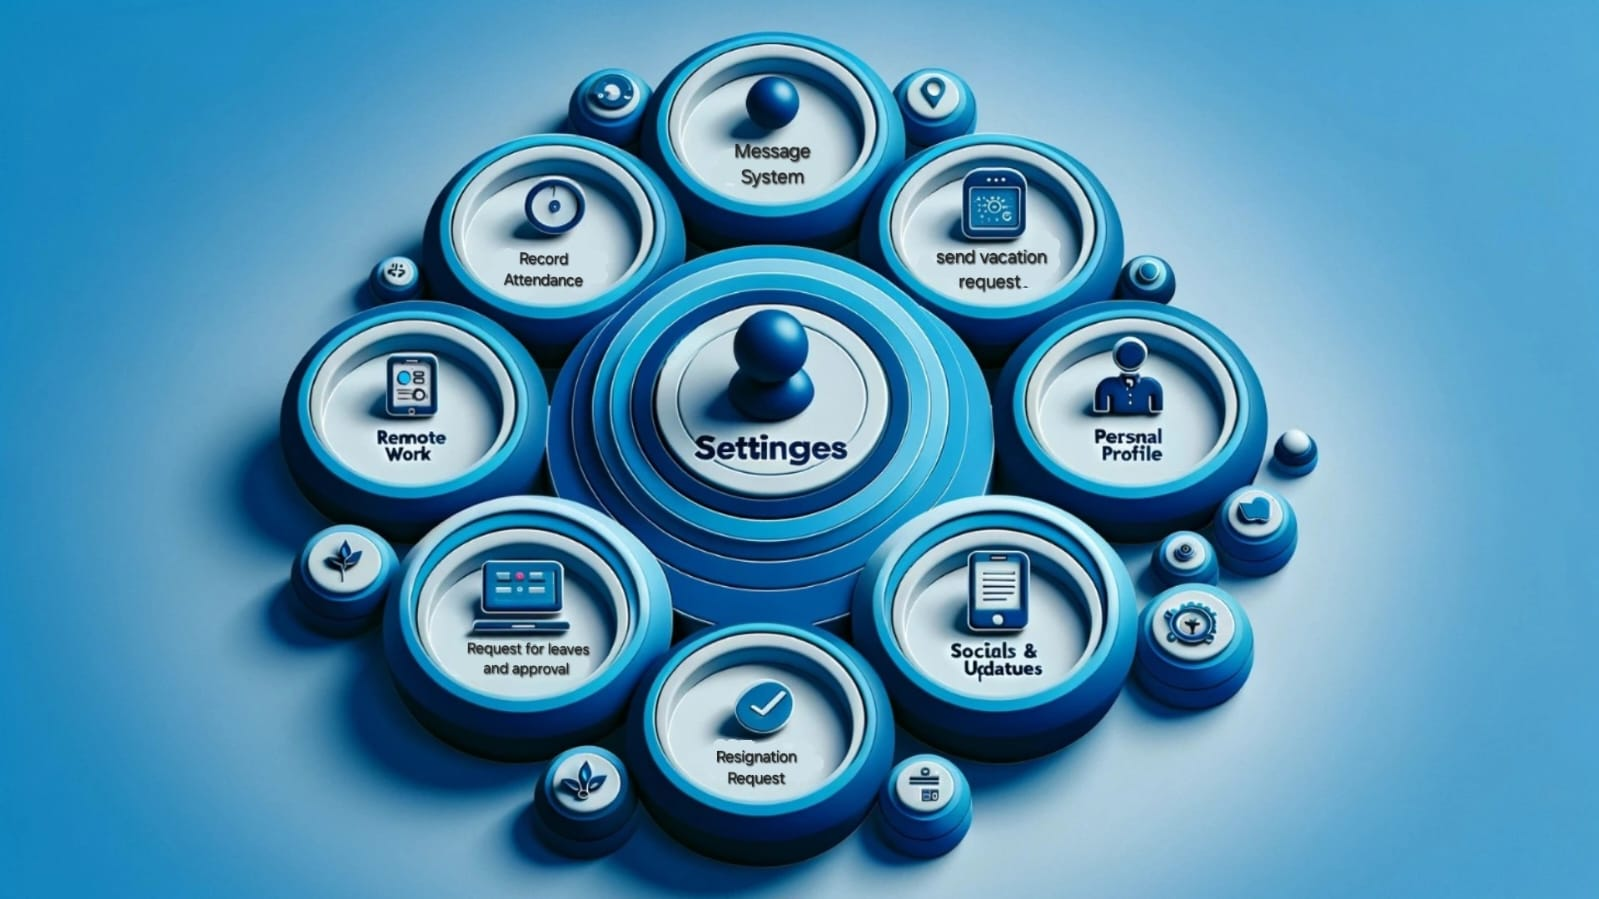 Message
System
Record
Attendance
send vacation
request.
Remote
Work
Settinges
Persnal
Profile
Request for leaves
and approval
Socials &
Updatues
Resignation
Request